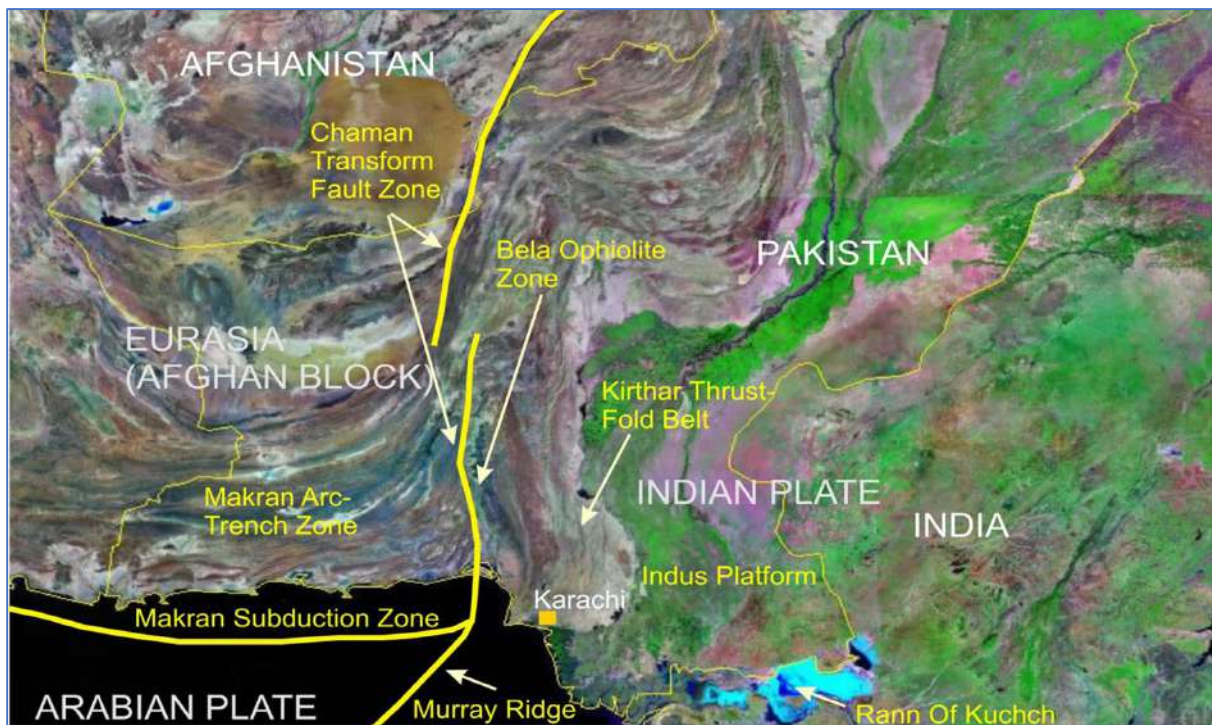 AFGHANISTAN
Chaman
Transform
Fault Zone
Bela Ophiolite
Zone
PAKISTAN
EURASIA
(AFGHAN BLOCK)
Kirthar Thrust-
Fold Belt
Makran Arc-
Trench Zone
INDIAN PLATE
INDIA
Indus Platform
Karachi
Makran Subduction Zone
ARABIAN PLATE
Murray Ridge
Rann Of Kuchch